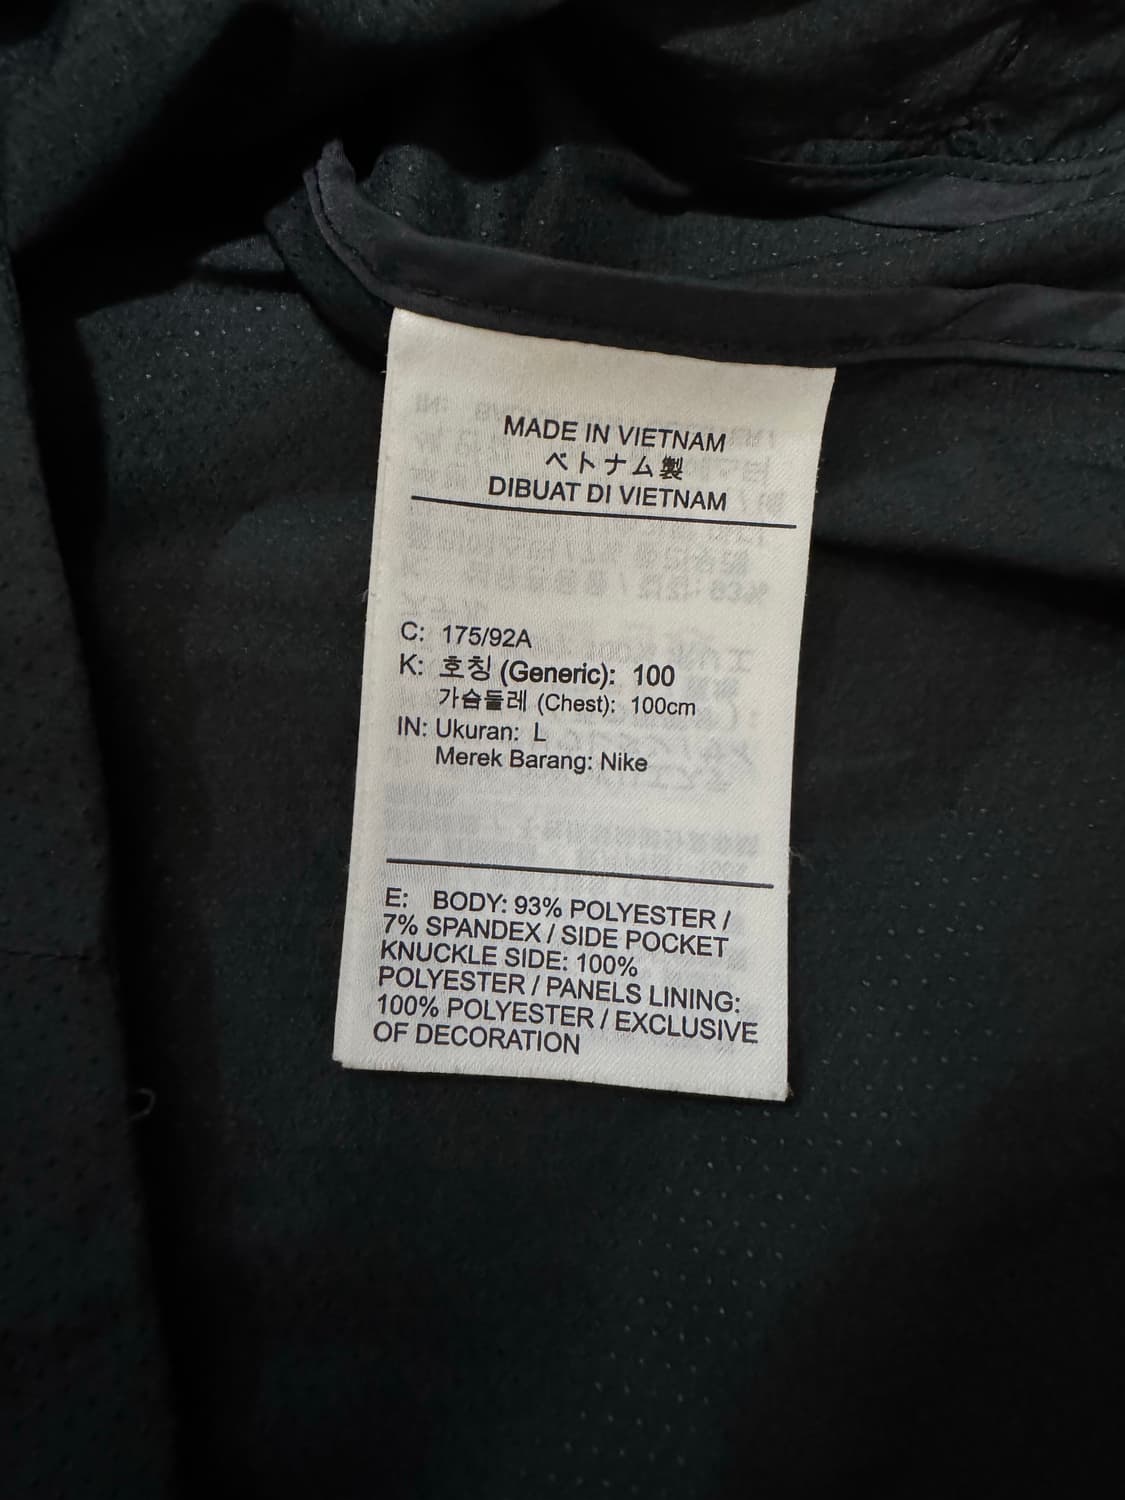 MADE IN VIETNAM
ベトナム製
DIBUAT DI VIETNAM
C: 175/92A
K: 호칭 (Generic): 100
가슴둘레 (Chest): 100cm
IN: Ukuran: L
Merek Barang: Nike
E: BODY: 93% POLYESTER /
7% SPANDEX / SIDE POCKET
KNUCKLE SIDE: 100%
POLYESTER / PANELS LINING:
100% POLYESTER / EXCLUSIVE
OF DECORATION